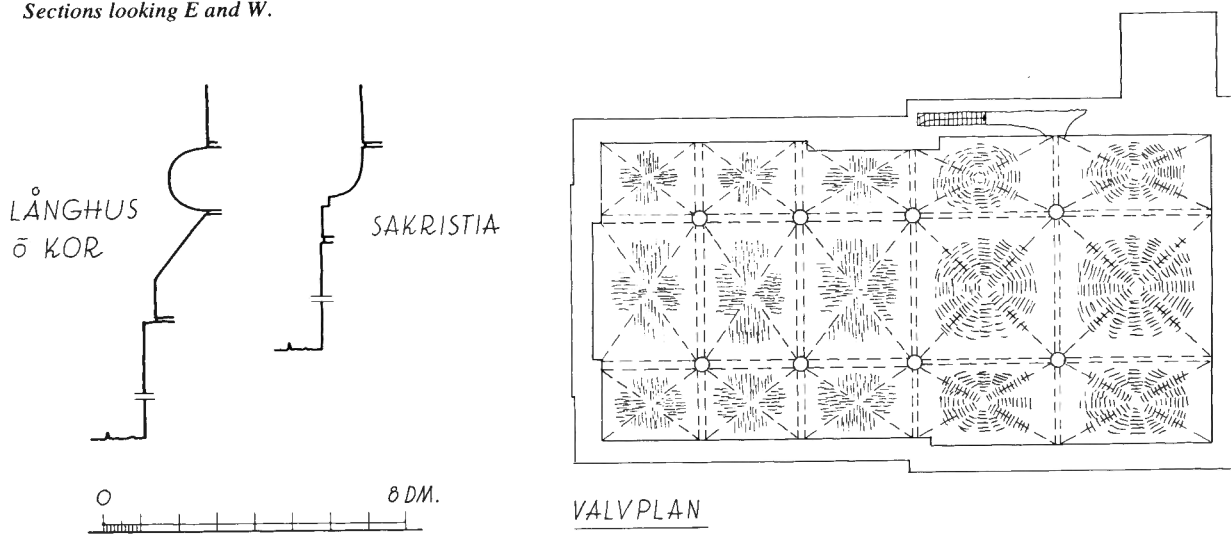 Sections looking E and W.
LÅNGHUS
ō KOR
SAKRISTIA
0 8 DM.
VALVPLAN